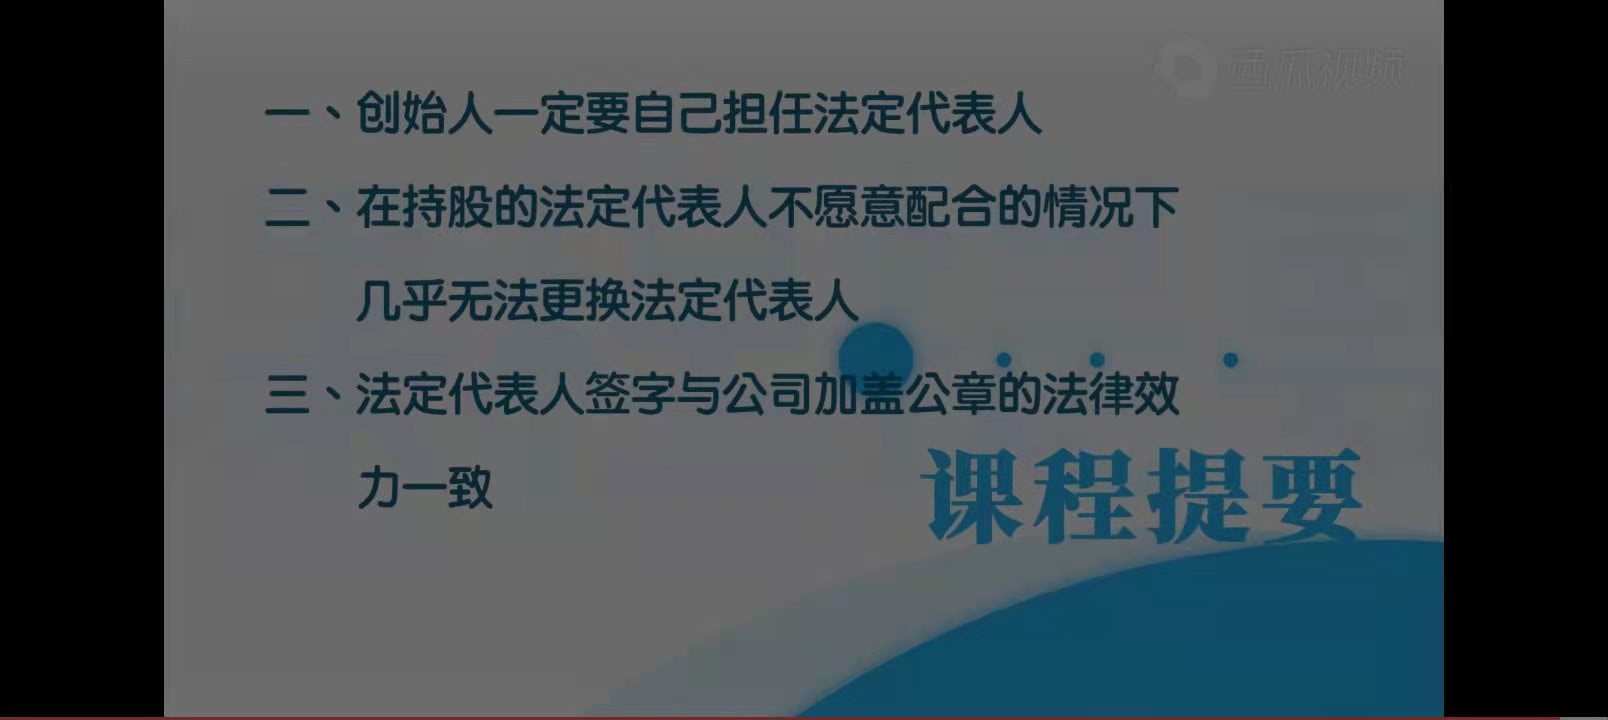 西瓜视频
一、创始人一定要自己担任法定代表人
二、在持股的法定代表人不愿意配合的情况下
几乎无法更换法定代表人
三、法定代表人签字与公司加盖公章的法律效
力一致
课程提要